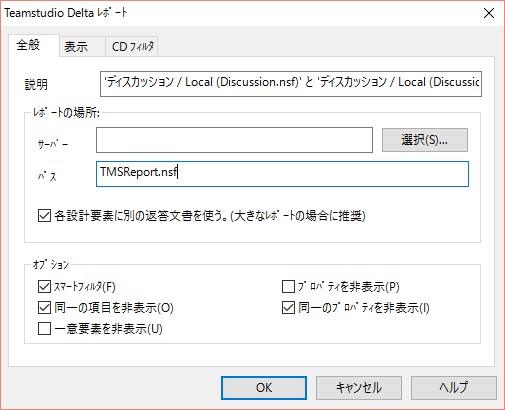 Teamstudio Delta ﾚﾎﾟｰﾄ
全般 表示 CD ﾌｨﾙﾀ
説明 'ﾃﾞｨｽｶｯｼｮﾝ / Local (Discussion.nsf)' と 'ﾃﾞｨｽｶｯｼｮﾝ / Local (Discussic
ﾚﾎﾟｰﾄの場所:
ｻｰﾊﾞｰ 選択(S)...
ﾊﾟｽ TMSReport.nsf
各設計要素に別の返答文書を使う。(大きなﾚﾎﾟｰﾄの場合に推奨)
ｵﾌﾟｼｮﾝ
ｽﾏｰﾄﾌｨﾙﾀ(F) ﾌﾟﾛﾊﾟﾃｨを非表示(P)
同一の項目を非表示(O) 同一のﾌﾟﾛﾊﾟﾃｨを非表示(I)
一意要素を非表示(U)
OK ｷｬﾝｾﾙ ﾍﾙﾌﾟ